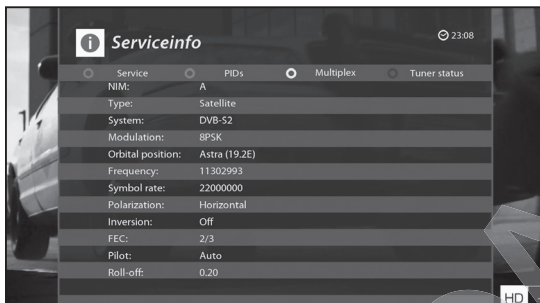 i Serviceinfo 23:08
Service PIDs Multiplex Tuner status
NIM: A
Type: Satellite
System: DVB-S2
Modulation: 8PSK
Orbital position: Astra (19.2E)
Frequency: 11302993
Symbol rate: 22000000
Polarization: Horizontal
Inversion: Off
FEC: 2/3
Pilot: Auto
Roll-off: 0.20
HD